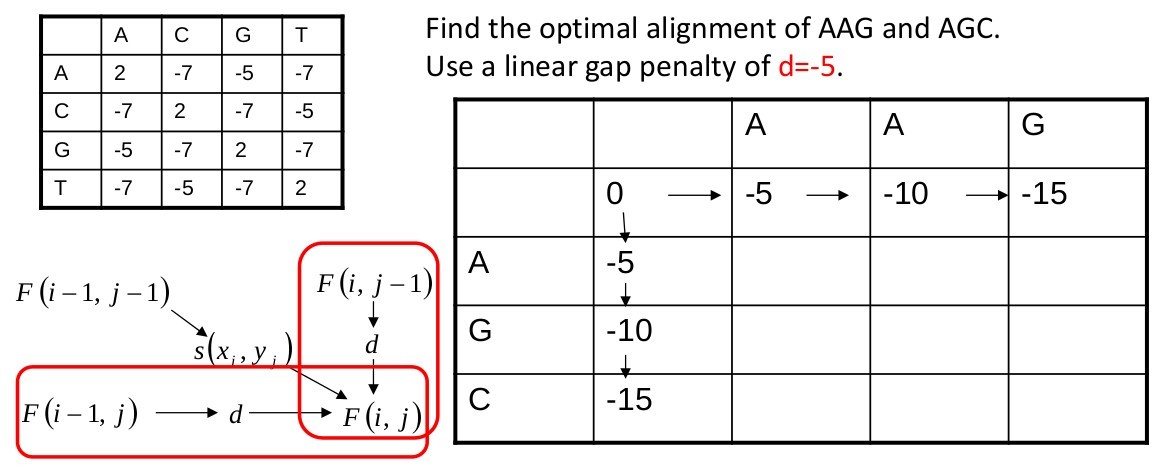 Find the optimal alignment of AAG and AGC.
Use a linear gap penalty of d=-5.
A C G T
A 2 -7 -5 -7
C -7 2 -7 -5
G -5 -7 2 -7
T -7 -5 -7 2
A A G
0 -5 -10 -15
A -5
G -10
C -15
F(i−1, j−1)
F(i, j−1)
s(x_i, y_j)
d
F(i−1, j) d F(i, j)